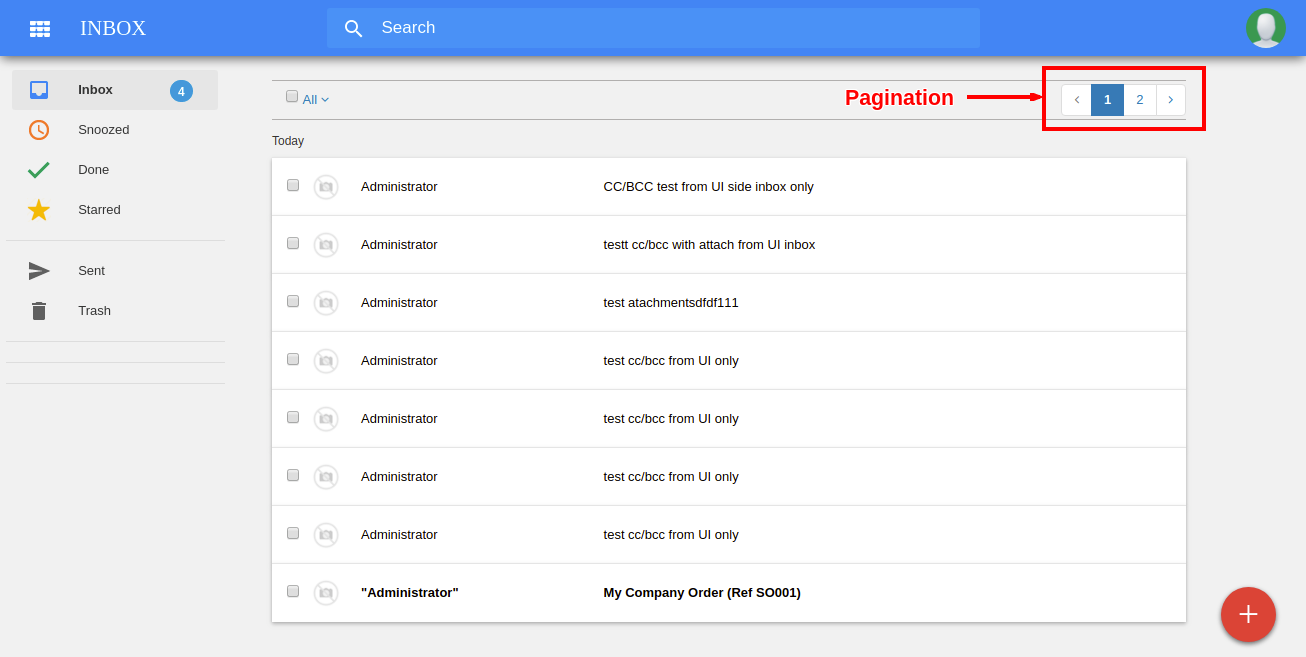 INBOX
Search
Inbox 4
Snoozed
Done
Starred
Sent
Trash
All
Pagination
1 2
Today
Administrator CC/BCC test from UI side inbox only
Administrator testt cc/bcc with attach from UI inbox
Administrator test atachmentsdfdf111
Administrator test cc/bcc from UI only
Administrator test cc/bcc from UI only
Administrator test cc/bcc from UI only
Administrator test cc/bcc from UI only
"Administrator" My Company Order (Ref SO001)